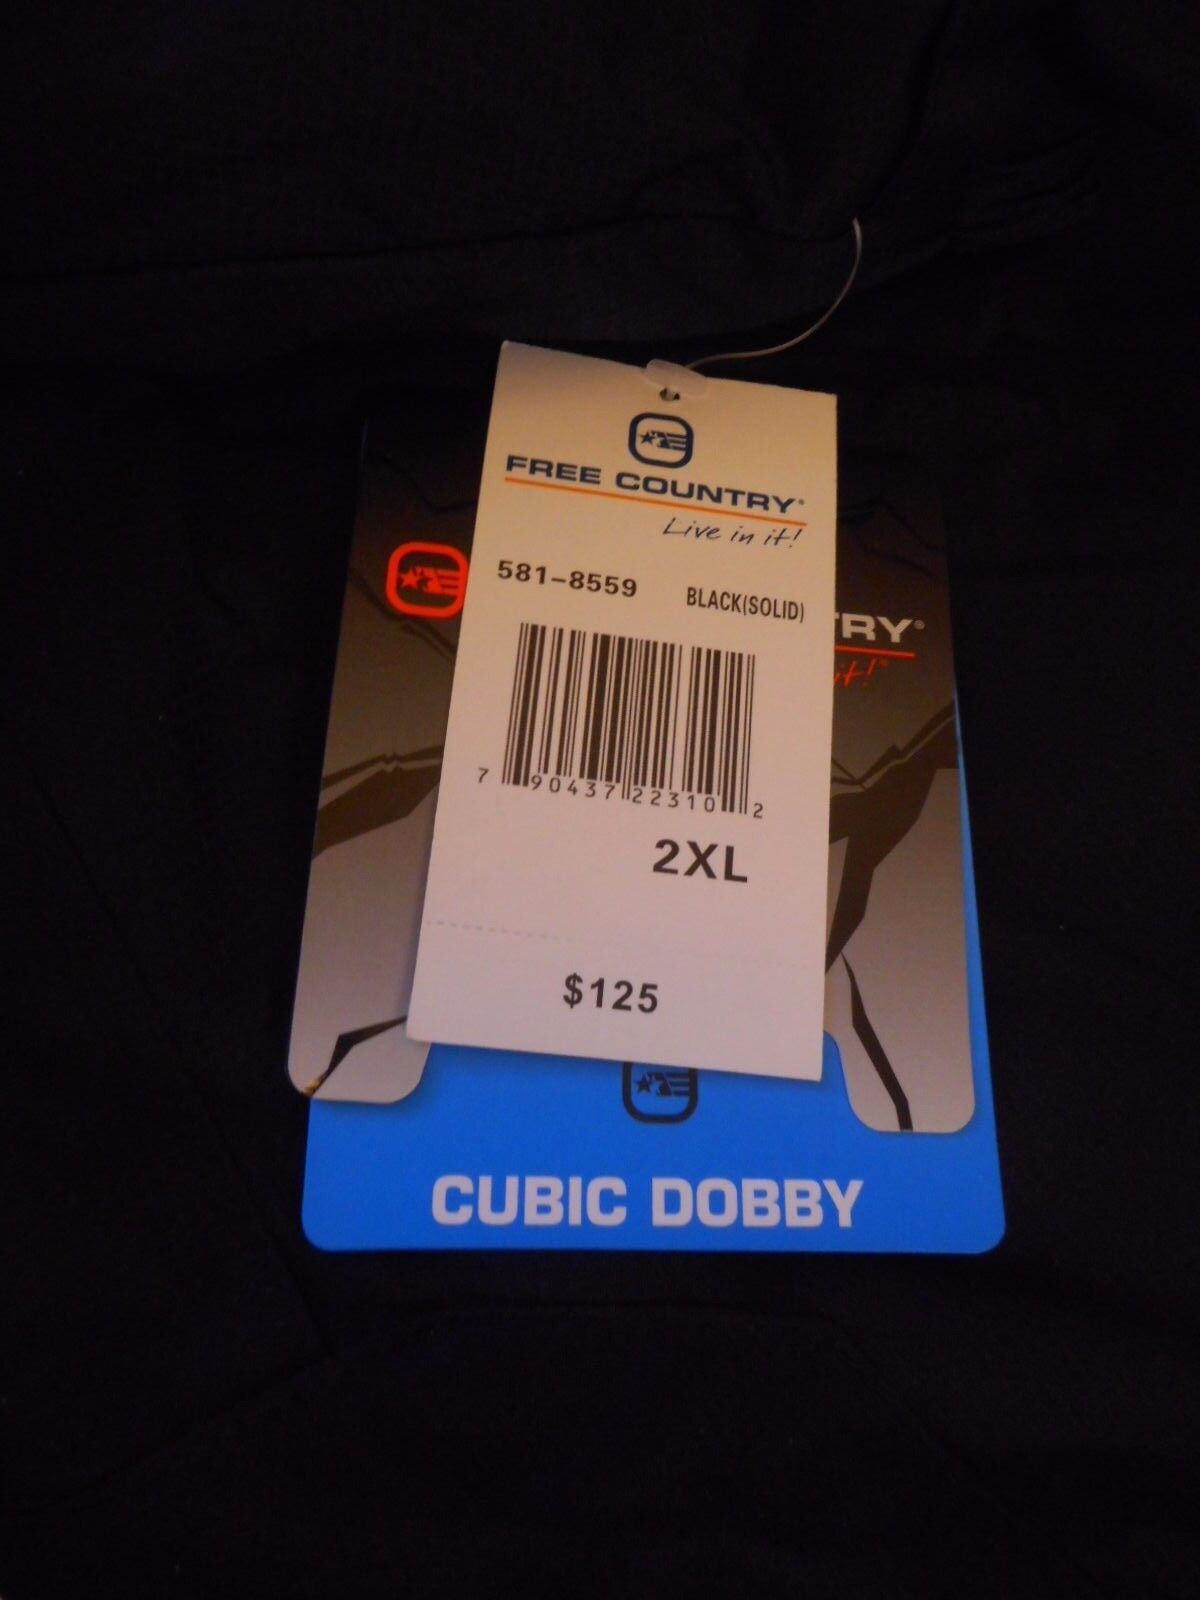 FREE COUNTRY®
Live in it!
581-8559 BLACK(SOLID)
7 90437 22310 2
2XL
$125
TRY®
it!®
CUBIC DOBBY